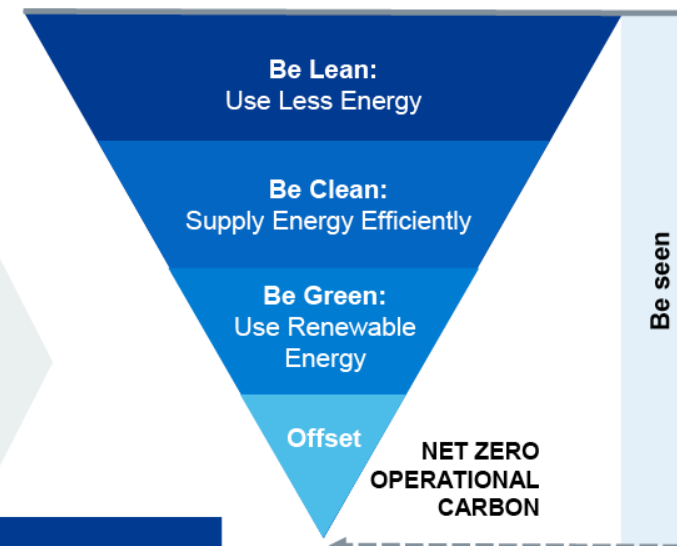 Be Lean:
Use Less Energy
Be Clean:
Supply Energy Efficiently
Be Green:
Use Renewable
Energy
Offset
NET ZERO
OPERATIONAL
CARBON
Be seen